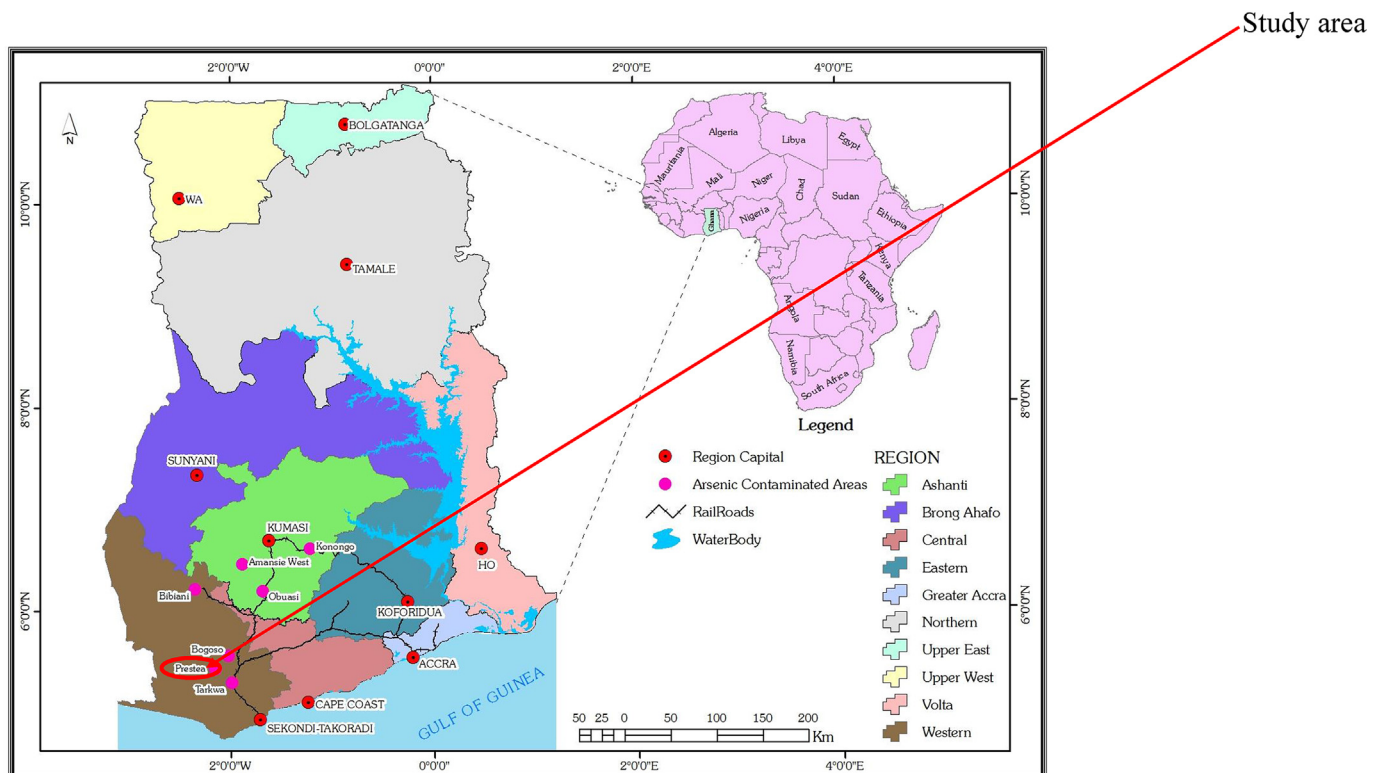 Study area
2°0'0"W
0°0'0"
2°0'0"E
4°0'0"E
N
10°0'0"N
8°0'0"N
6°0'0"N
10°0'0"N
8°0'0"N
6°0'0"N
BOLGATANGA
WA
TAMALE
SUNYANI
KUMASI
Konongo
Amansie West
Obuasi
Bibiani
HO
KOFORIDUA
Bogoso
Prestea
Tarkwa
ACCRA
CAPE COAST
SEKONDI-TAKORADI
GULF OF GUINEA
Algeria
Libya
Egypt
Mauritania
Mali
Niger
Chad
Sudan
Ethiopia
Ghana
Nigeria
Kenya
Tanzania
Angola
Namibia
South Africa
Legend
Region Capital
Arsenic Contaminated Areas
RailRoads
WaterBody
REGION
Ashanti
Brong Ahafo
Central
Eastern
Greater Accra
Northern
Upper East
Upper West
Volta
Western
50 25 0 50 100 150 200
Km
2°0'0"W
0°0'0"
2°0'0"E
4°0'0"E